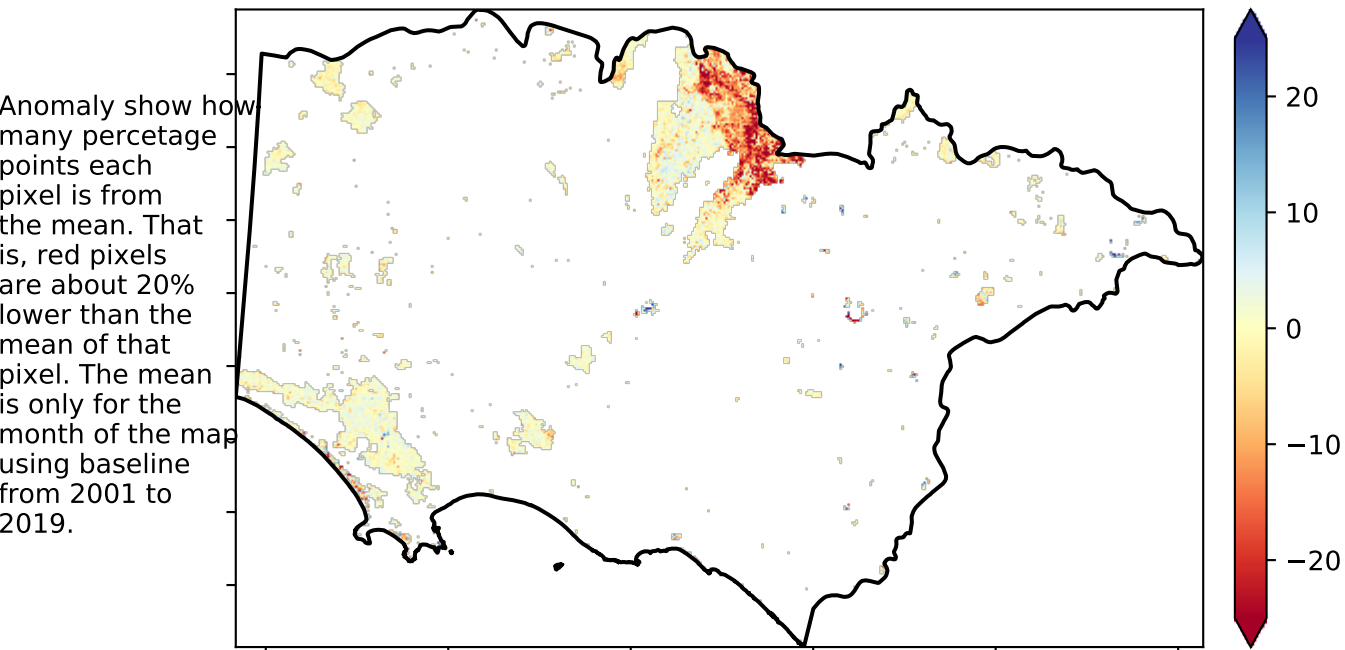 Anomaly show how
many percetage
points each
pixel is from
the mean. That
is, red pixels
are about 20%
lower than the
mean of that
pixel. The mean
is only for the
month of the map
using baseline
from 2001 to
2019.
20
10
0
−10
−20